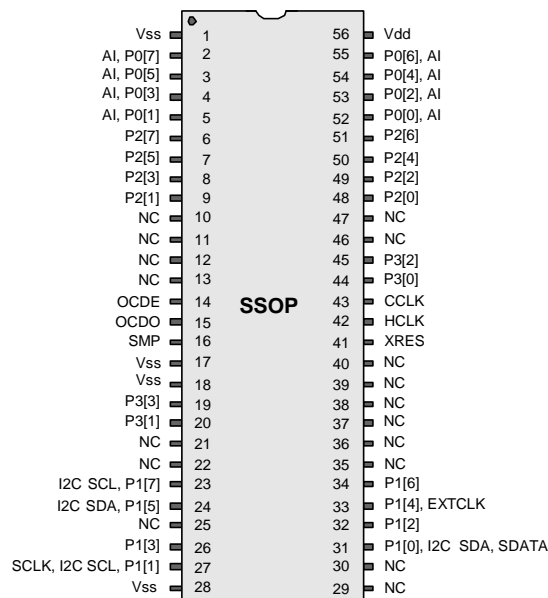 Vss 1 56 Vdd
AI, P0[7] 2 55 P0[6], AI
AI, P0[5] 3 54 P0[4], AI
AI, P0[3] 4 53 P0[2], AI
AI, P0[1] 5 52 P0[0], AI
P2[7] 6 51 P2[6]
P2[5] 7 50 P2[4]
P2[3] 8 49 P2[2]
P2[1] 9 48 P2[0]
NC 10 47 NC
NC 11 46 NC
NC 12 45 P3[2]
NC 13 44 P3[0]
OCDE 14 SSOP 43 CCLK
OCDO 15 42 HCLK
SMP 16 41 XRES
Vss 17 40 NC
Vss 18 39 NC
P3[3] 19 38 NC
P3[1] 20 37 NC
NC 21 36 NC
NC 22 35 NC
I2C SCL, P1[7] 23 34 P1[6]
I2C SDA, P1[5] 24 33 P1[4], EXTCLK
NC 25 32 P1[2]
P1[3] 26 31 P1[0], I2C SDA, SDATA
SCLK, I2C SCL, P1[1] 27 30 NC
Vss 28 29 NC